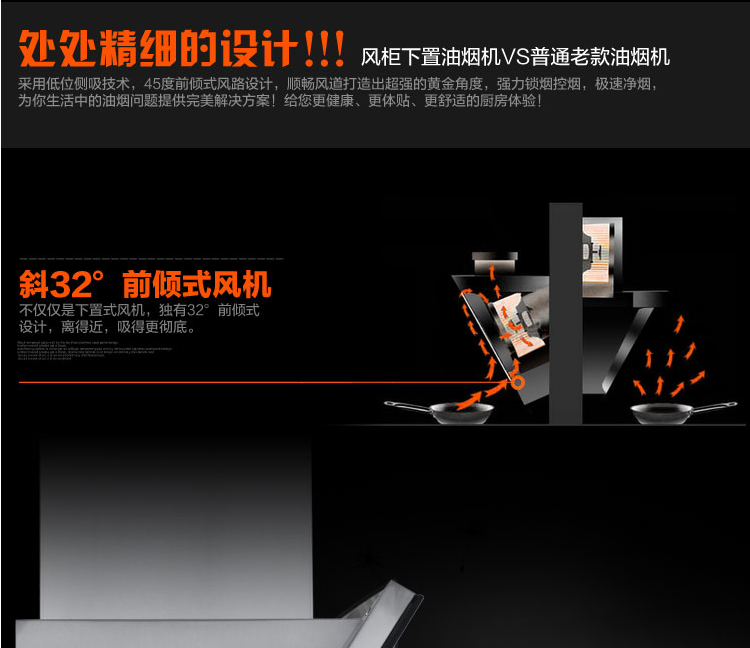 处处精细的设计!!! 风柜下置油烟机VS普通老款油烟机
采用低位侧吸技术，45度前倾式风路设计，顺畅风道打造出超强的黄金角度，强力锁烟控烟，极速净烟，
为你生活中的油烟问题提供完美解决方案！给您更健康、更体贴、更舒适的厨房体验！
斜32°前倾式风机
不仅仅是下置式风机，独有32°前倾式
设计，离得近，吸得更彻底。